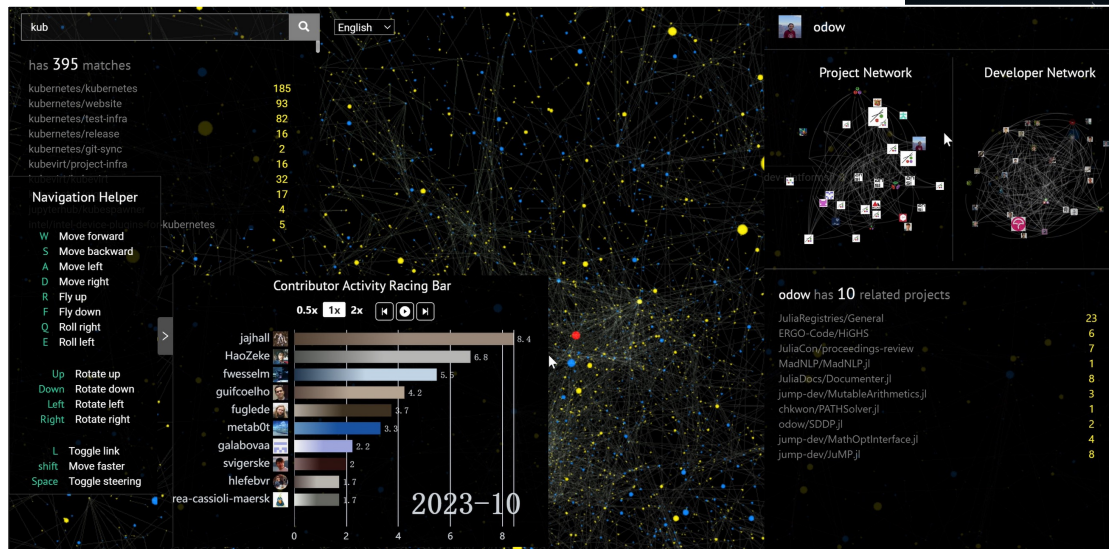 kub
English
has 395 matches
kubernetes/kubernetes 185
kubernetes/website 93
kubernetes/test-infra 82
kubernetes/release 16
kubernetes/git-sync 2
kubevirt/project-infra 16
32
17
4
for-kubernetes 5
Navigation Helper
W Move forward
S Move backward
A Move left
D Move right
R Fly up
F Fly down
Q Roll right
E Roll left
Up Rotate up
Down Rotate down
Left Rotate left
Right Rotate right
L Toggle link
shift Move faster
Space Toggle steering
Contributor Activity Racing Bar
0.5x 1x 2x
jajhall 8.4
HaoZeke 6.8
fwesselm 5.5
guifcoelho 4.2
fuglede 3.7
metab0t 3.3
galabovaa 2.2
svigerske 2
hlefebvr 1.7
rea-cassioli-maersk 1.7
2023-10
0 2 4 6 8
odow
Project Network
Developer Network
odow has 10 related projects
JuliaRegistries/General 23
ERGO-Code/HiGHS 6
JuliaCon/proceedings-review 7
MadNLP/MadNLP.jl 1
JuliaDocs/Documenter.jl 8
jump-dev/MutableArithmetics.jl 3
chkwon/PATHSolver.jl 1
odow/SDDP.jl 2
jump-dev/MathOptInterface.jl 4
jump-dev/JuMP.jl 8